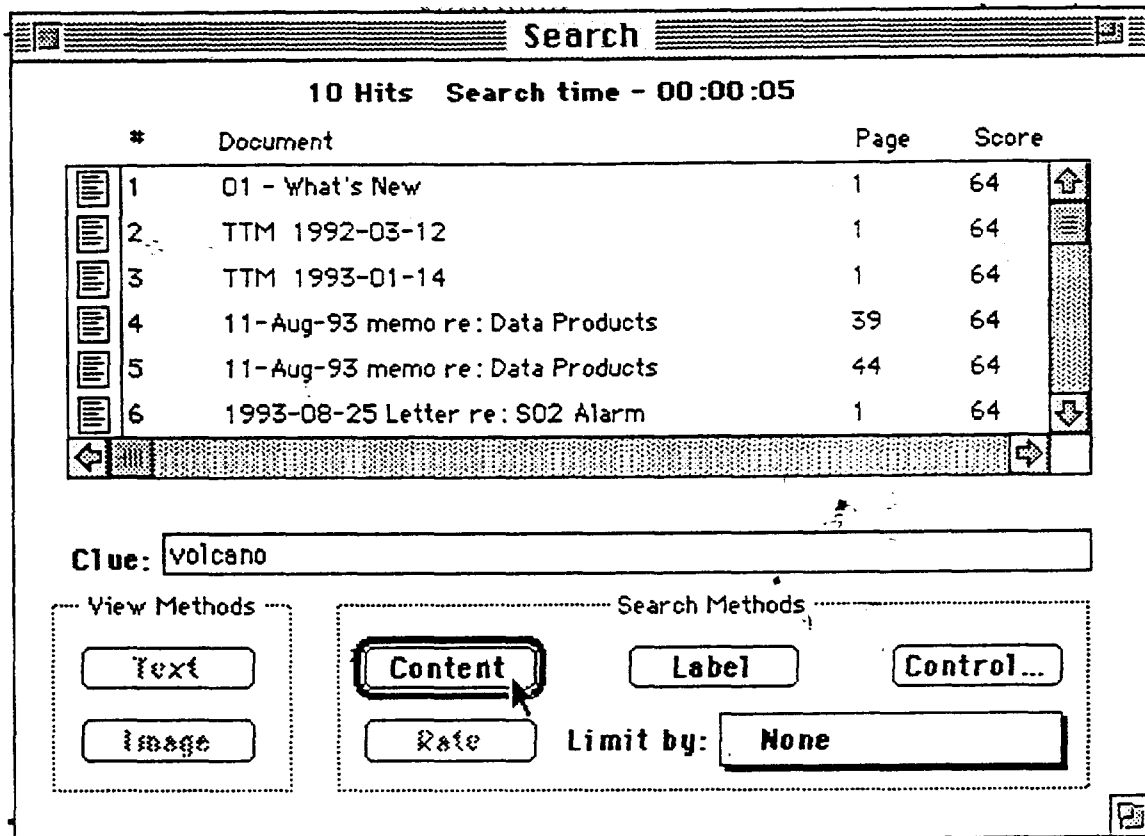 Search
10 Hits Search time - 00:00:05
# Document Page Score
1 01 - What's New 1 64
2 TTM 1992-03-12 1 64
3 TTM 1993-01-14 1 64
4 11-Aug-93 memo re: Data Products 39 64
5 11-Aug-93 memo re: Data Products 44 64
6 1993-08-25 Letter re: SO2 Alarm 1 64
Clue: volcano
View Methods Search Methods
Text Content Label Control...
Image Rate Limit by: None